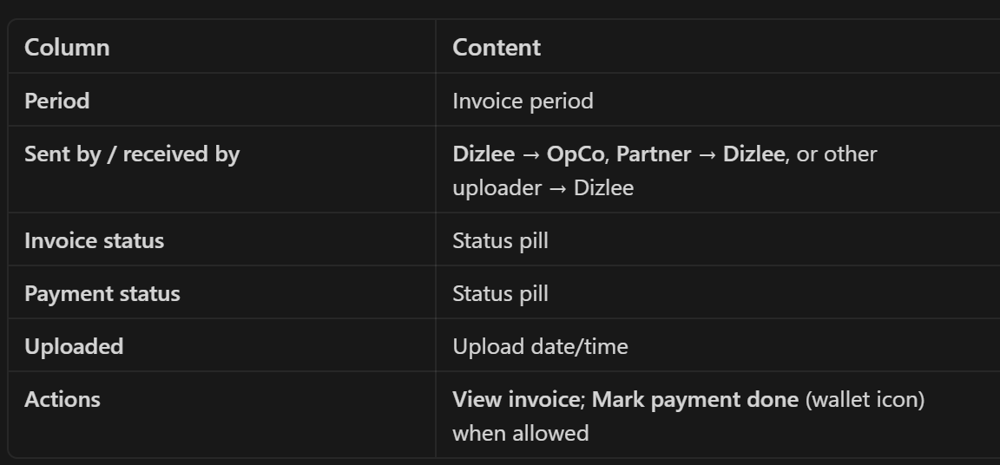 Column Content
Period Invoice period
Sent by / received by Dizlee → OpCo, Partner → Dizlee, or other
uploader → Dizlee
Invoice status Status pill
Payment status Status pill
Uploaded Upload date/time
Actions View invoice; Mark payment done (wallet icon)
when allowed